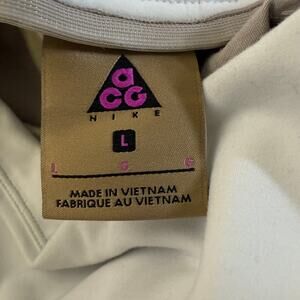 acg
NIKE
L
L G G
MADE IN VIETNAM
FABRIQUE AU VIETNAM